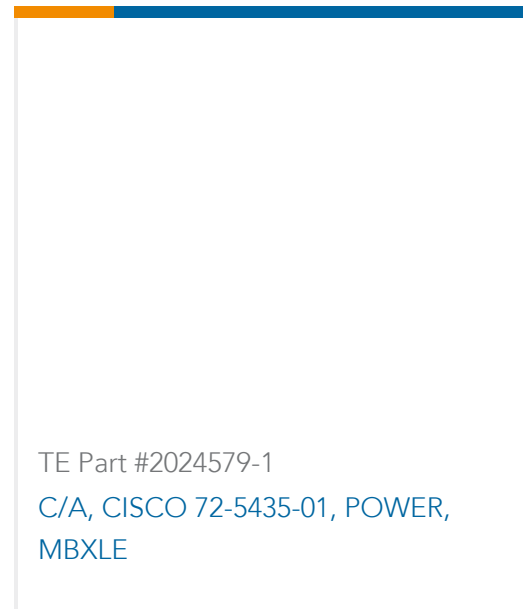 TE Part #2024579-1
C/A, CISCO 72-5435-01, POWER,
MBXLE